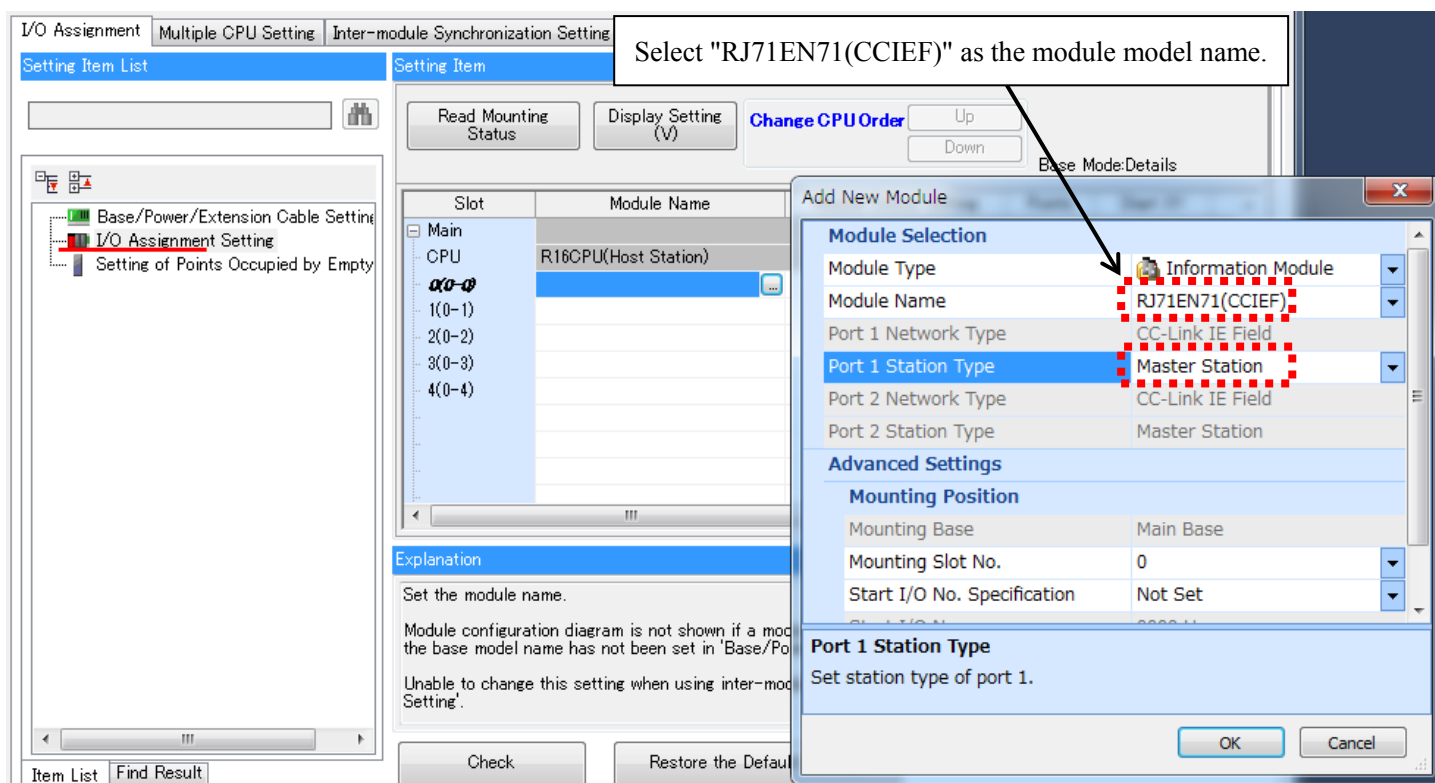 I/O Assignment
Multiple CPU Setting
Inter-module Synchronization Setting
Select "RJ71EN71(CCIEF)" as the module model name.
Setting Item List
Setting Item
Read Mounting
Status
Display Setting
(V)
Change CPU Order
Up
Down
Base Mode:Details
Base/Power/Extension Cable Setting
I/O Assignment Setting
Setting of Points Occupied by Empty
Slot
Module Name
Main
CPU
R16CPU(Host Station)
0(0-0)
...
1(0-1)
2(0-2)
3(0-3)
4(0-4)
Explanation
Set the module name.
Module configuration diagram is not shown if a mod
the base model name has not been set in 'Base/Po
Unable to change this setting when using inter-mod
Setting'.
Check
Restore the Defaul
Item List
Find Result
Add New Module
Module Selection
Module Type
Information Module
Module Name
RJ71EN71(CCIEF)
Port 1 Network Type
CC-Link IE Field
Port 1 Station Type
Master Station
Port 2 Network Type
CC-Link IE Field
Port 2 Station Type
Master Station
Advanced Settings
Mounting Position
Mounting Base
Main Base
Mounting Slot No.
0
Start I/O No. Specification
Not Set
Port 1 Station Type
Set station type of port 1.
OK
Cancel